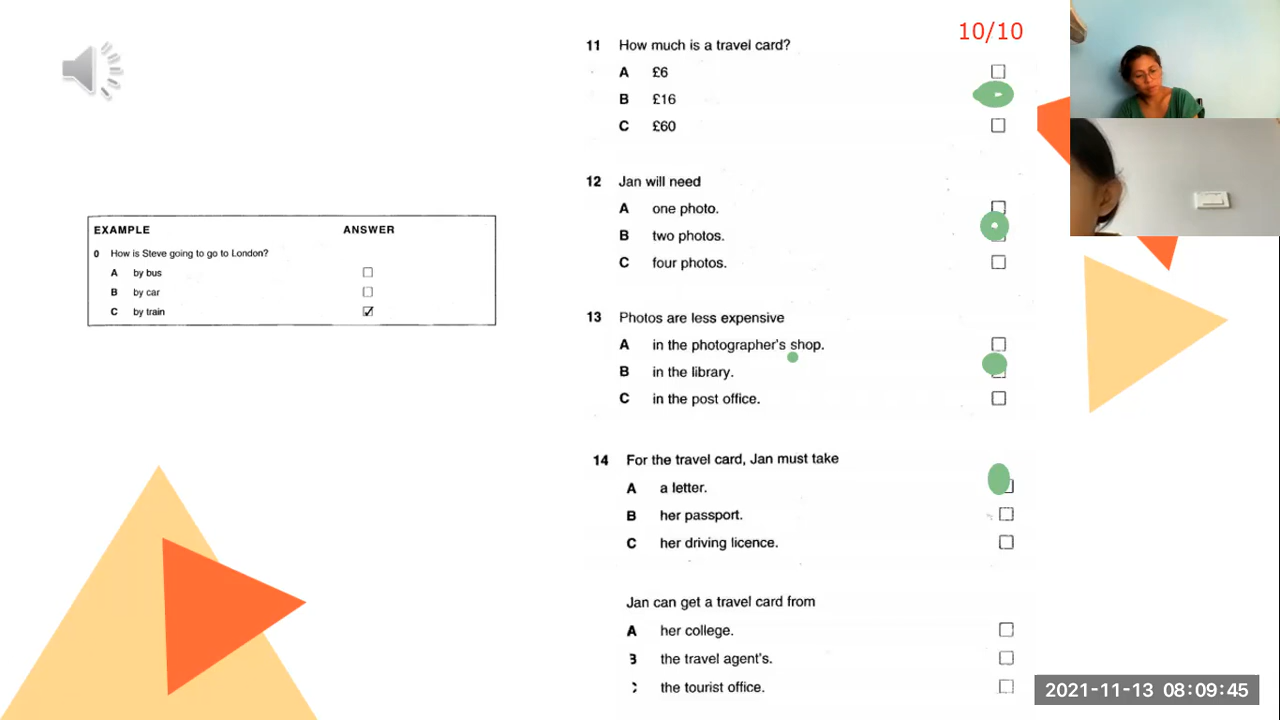 10/10
11 How much is a travel card?
A £6
B £16
C £60
12 Jan will need
A one photo.
B two photos.
C four photos.
EXAMPLE ANSWER
0 How is Steve going to go to London?
A by bus
B by car
C by train
13 Photos are less expensive
A in the photographer's shop.
B in the library.
C in the post office.
14 For the travel card, Jan must take
A a letter.
B her passport.
C her driving licence.
Jan can get a travel card from
A her college.
the travel agent's.
the tourist office.
2021-11-13 08:09:45